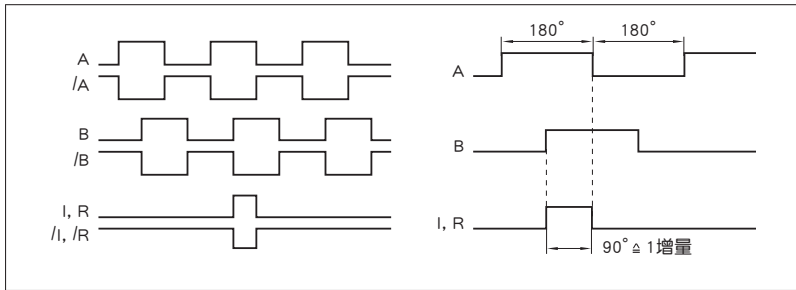 A
/A
B
/B
I, R
/I, /R
180° 180°
A
B
I, R
90° ≙ 1增量